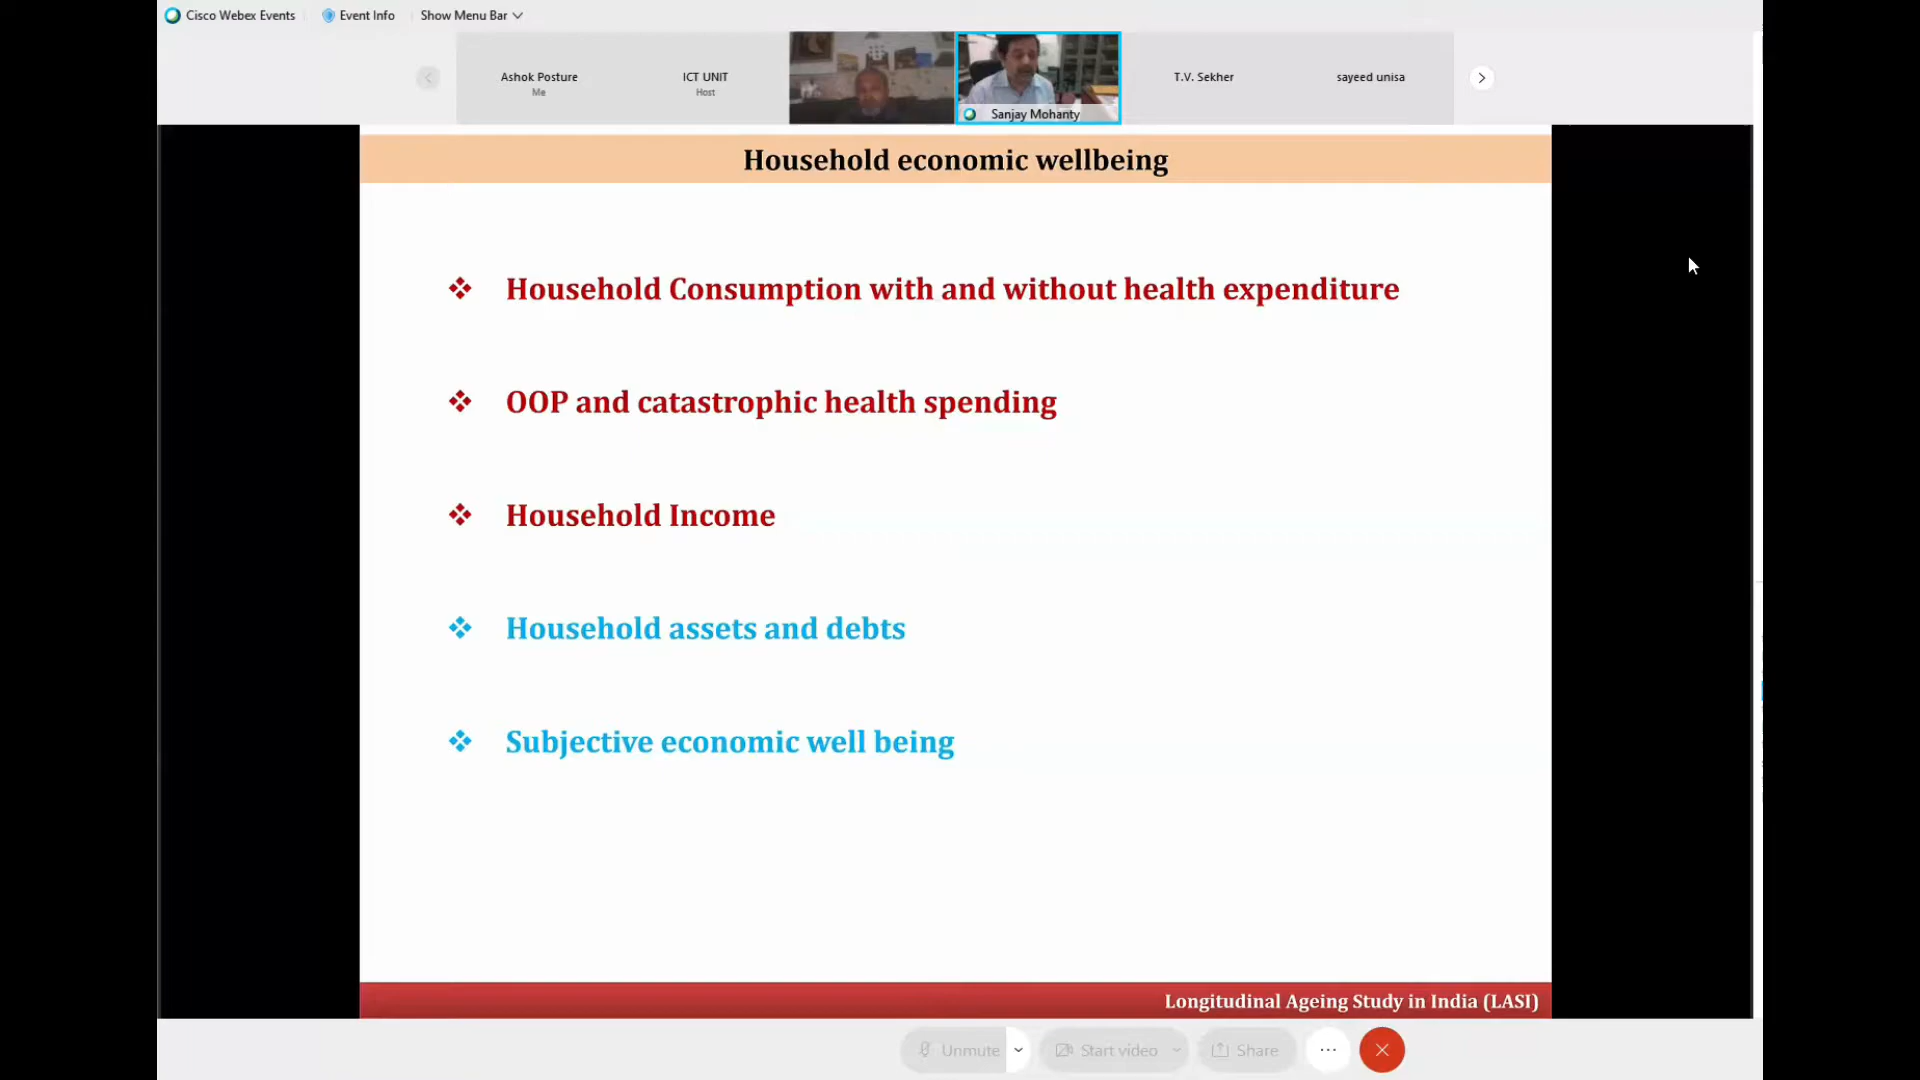 Cisco Webex Events
Event Info
Show Menu Bar
Ashok Posture
Me
ICT UNIT
Host
Sanjay Mohanty
T.V. Sekher
sayeed unisa
Household economic wellbeing
❖ Household Consumption with and without health expenditure
❖ OOP and catastrophic health spending
❖ Household Income
❖ Household assets and debts
❖ Subjective economic well being
Longitudinal Ageing Study in India (LASI)
Unmute
Start video
Share